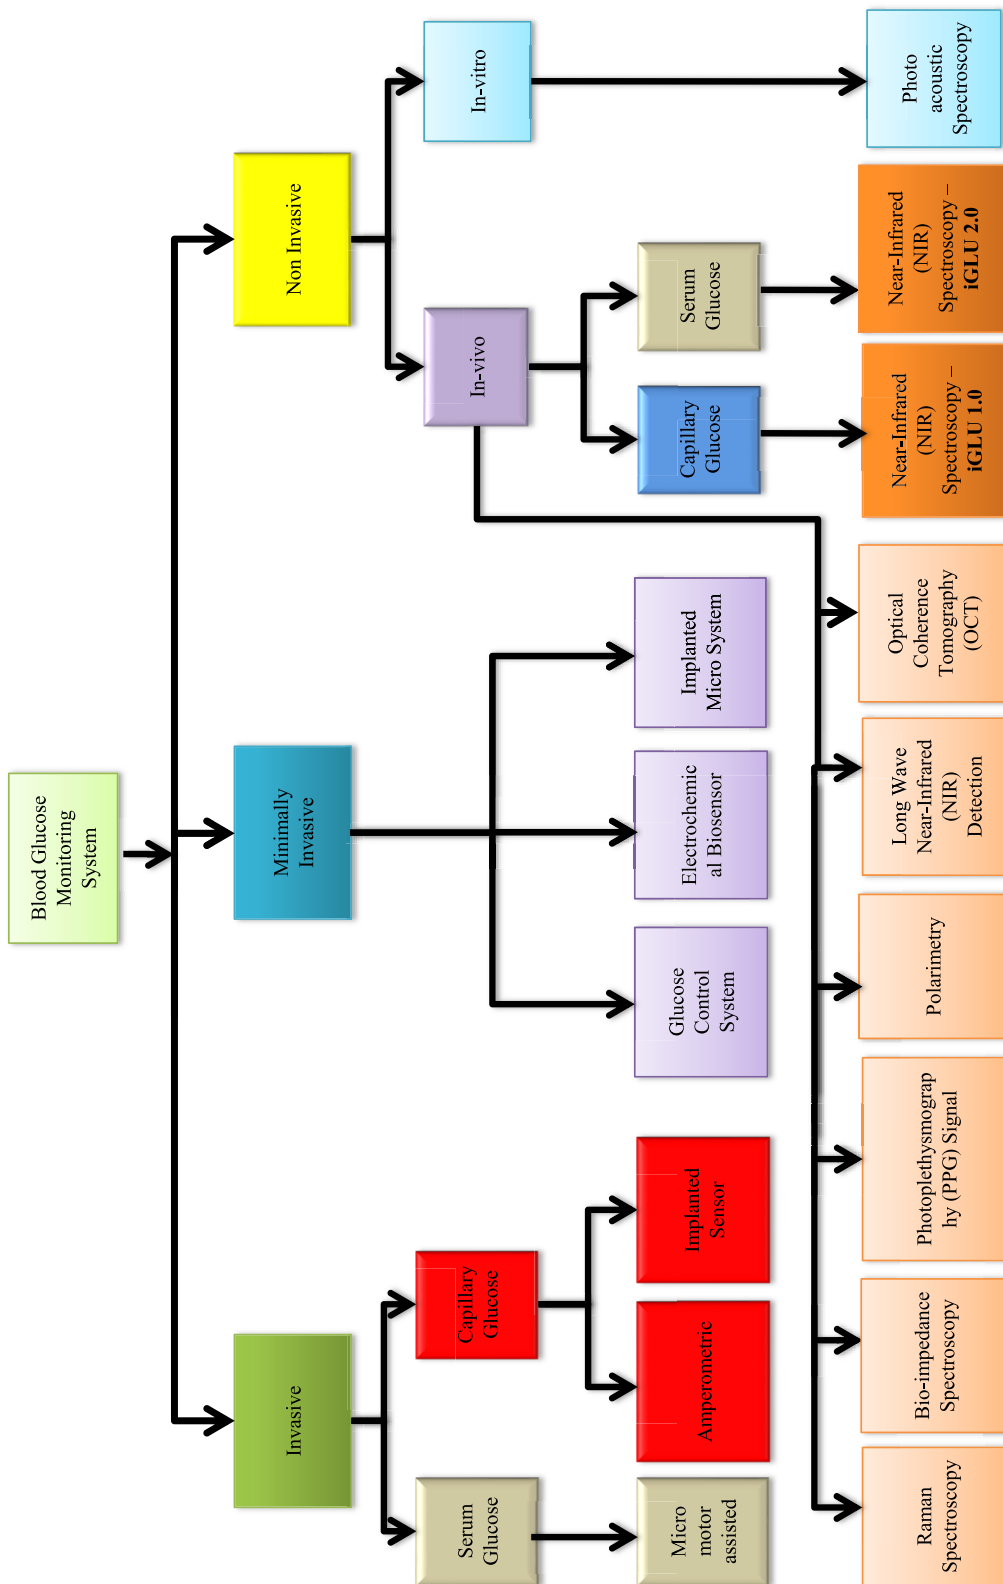 Blood Glucose
Monitoring
System
Invasive
Minimally
Invasive
Non Invasive
Serum
Glucose
Capillary
Glucose
In-vivo
In-vitro
Micro
motor
assisted
Amperometric
Implanted
Sensor
Glucose
Control
System
Electrochemic
al Biosensor
Implanted
Micro System
Capillary
Glucose
Serum
Glucose
Raman
Spectroscopy
Bio-impedance
Spectroscopy
Photoplethysmograp
hy (PPG) Signal
Polarimetry
Long Wave
Near-Infrared
(NIR)
Detection
Optical
Coherence
Tomography
(OCT)
Near-Infrared
(NIR)
Spectroscopy –
iGLU 1.0
Near-Infrared
(NIR)
Spectroscopy –
iGLU 2.0
Photo
acoustic
Spectroscopy